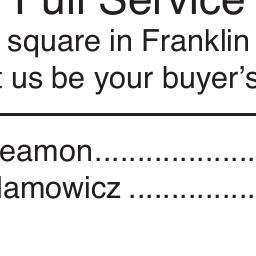 Full Service
square in Franklin
us be your buyer's
eamon...................
lamowicz ...............